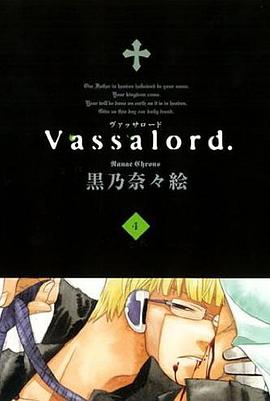 Our Father in heaven hallowed be your name.
Your kingdom come.
Your will be done on earth as it is in heaven.
Give us this day our daily bread.
ヴァッサロード
Vassalord.
Nanae Chrono
黒乃奈々絵
4